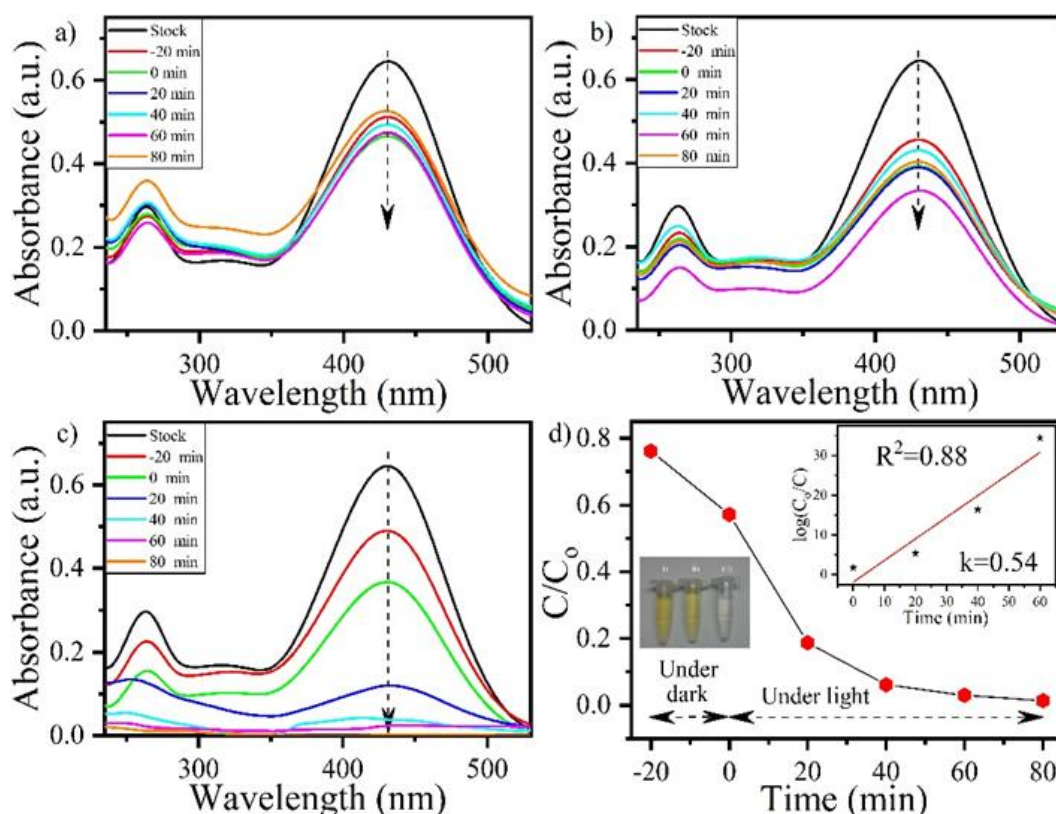 a)
Stock
-20 min
0 min
20 min
40 min
60 min
80 min
0.6
0.4
0.2
0.0
Absorbance (a.u.)
300
400
500
Wavelength (nm)
b)
Stock
-20 min
0 min
20 min
40 min
60 min
80 min
0.6
0.4
0.2
0.0
Absorbance (a.u.)
300
400
500
Wavelength (nm)
c)
Stock
-20 min
0 min
20 min
40 min
60 min
80 min
0.6
0.4
0.2
0.0
Absorbance (a.u.)
300
400
500
Wavelength (nm)
d)
0.8
0.6
0.4
0.2
0.0
C/Co
R²=0.88
k=0.54
30
20
10
0
log(Co/C)
0 10 20 30 40 50 60
Time (min)
Under
dark
Under light
-20
0
20
40
60
80
Time (min)